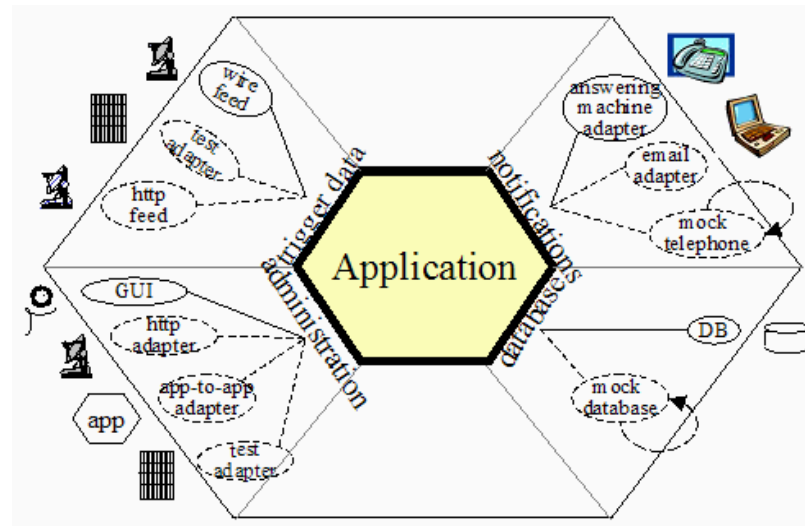 wire
feed
test
adapter
http
feed
trigger data
answering
machine
adapter
email
adapter
mock
telephone
notifications
Application
GUI
http
adapter
app-to-app
adapter
app
test
adapter
administration
database
DB
mock
database